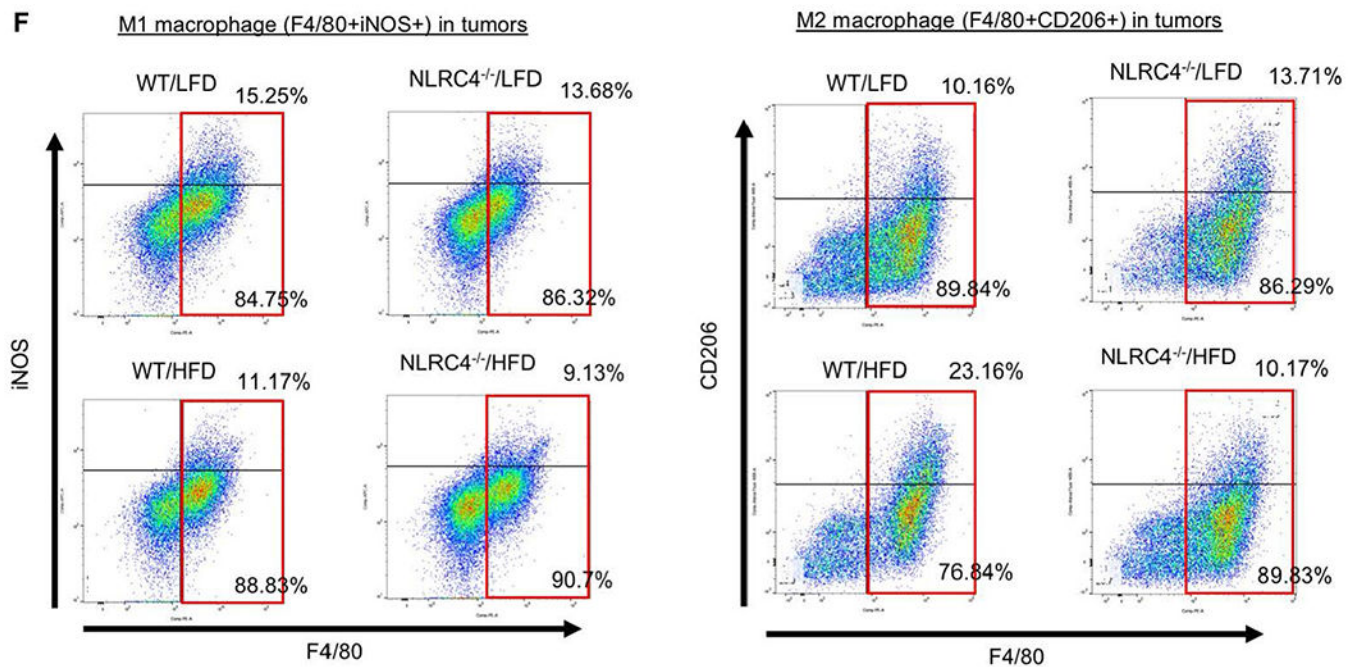 F
M1 macrophage (F4/80+iNOS+) in tumors
M2 macrophage (F4/80+CD206+) in tumors
WT/LFD
15.25%
84.75%
NLRC4-/-/LFD
13.68%
86.32%
WT/HFD
11.17%
88.83%
NLRC4-/-/HFD
9.13%
90.7%
iNOS
F4/80
WT/LFD
10.16%
89.84%
NLRC4-/-/LFD
13.71%
86.29%
WT/HFD
23.16%
76.84%
NLRC4-/-/HFD
10.17%
89.83%
CD206
F4/80